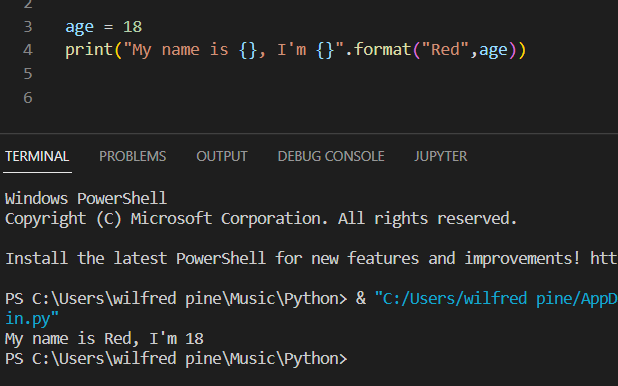 2
3 age = 18
4 print("My name is {}, I'm {}".format("Red",age))
5
6
TERMINAL PROBLEMS OUTPUT DEBUG CONSOLE JUPYTER
Windows PowerShell
Copyright (C) Microsoft Corporation. All rights reserved.
Install the latest PowerShell for new features and improvements! htt
PS C:\Users\wilfred pine\Music\Python> & "C:/Users/wilfred pine/AppD
in.py"
My name is Red, I'm 18
PS C:\Users\wilfred pine\Music\Python>